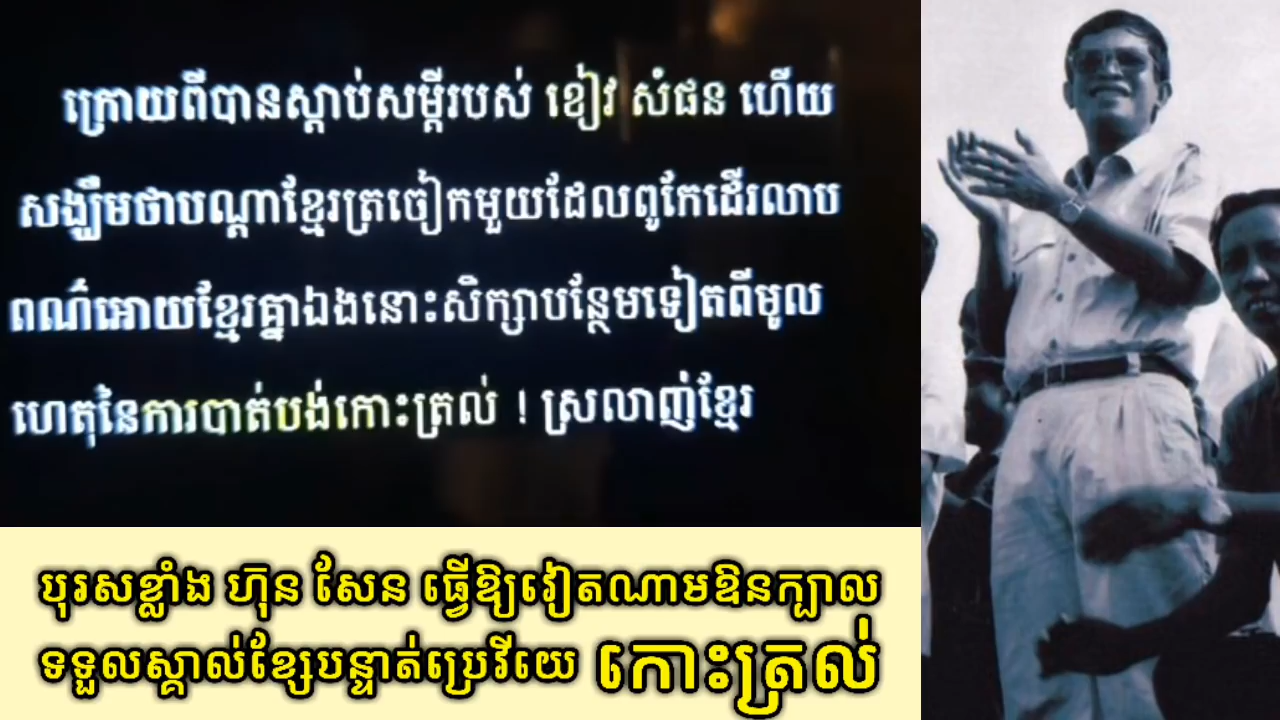 ក្រោយពីបានស្តាប់សម្តីរបស់ ខៀវ សំផន ហើយ
សង្ឃឹមថាបណ្តាខ្មែរត្រចៀកមួយដែលពូកែដើរលាប
ពណ៌អោយខ្មែរគ្នាឯងនោះសិក្សាបន្ថែមទៀតពីមូល
ហេតុនៃការបាត់បង់កោះត្រល់ ! ស្រលាញ់ខ្មែរ
បុរសខ្លាំង ហ៊ុន សែន ធ្វើឱ្យវៀតណាមឱនក្បាល
ទទួលស្គាល់ខ្សែបន្ទាត់ប្រេវីយេ កោះត្រល់